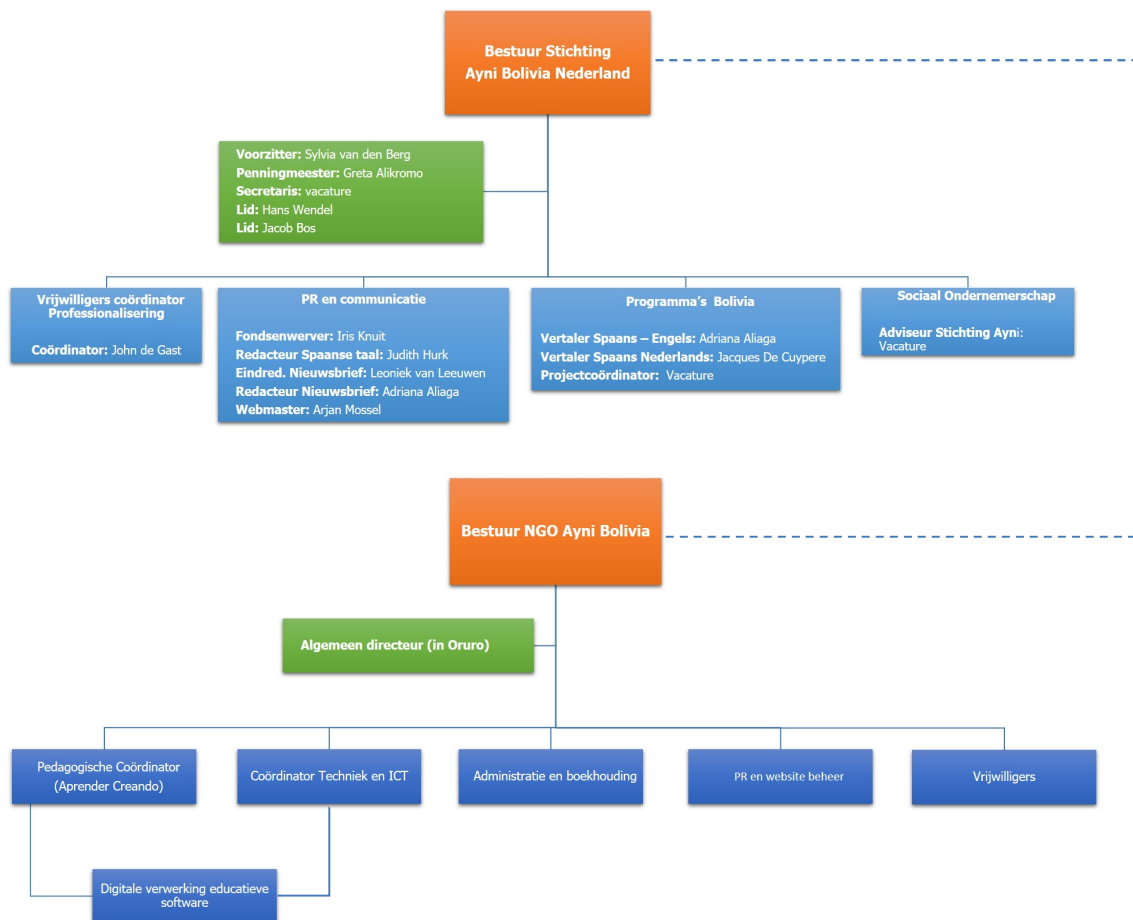 Bestuur Stichting
Ayni Bolivia Nederland
Voorzitter: Sylvia van den Berg
Penningmeester: Greta Alikromo
Secretaris: vacature
Lid: Hans Wendel
Lid: Jacob Bos
Vrijwilligers coördinator
Professionalisering
Coördinator: John de Gast
PR en communicatie
Fondsenwerver: Iris Knuit
Redacteur Spaanse taal: Judith Hurk
Eindred. Nieuwsbrief: Leoniek van Leeuwen
Redacteur Nieuwsbrief: Adriana Aliaga
Webmaster: Arjan Mossel
Programma's Bolivia
Vertaler Spaans – Engels: Adriana Aliaga
Vertaler Spaans Nederlands: Jacques De Cuypere
Projectcoördinator: Vacature
Sociaal Ondernemerschap
Adviseur Stichting Ayni:
Vacature
Bestuur NGO Ayni Bolivia
Algemeen directeur (in Oruro)
Pedagogische Coördinator
(Aprender Creando)
Coördinator Techniek en ICT
Administratie en boekhouding
PR en website beheer
Vrijwilligers
Digitale verwerking educatieve
software